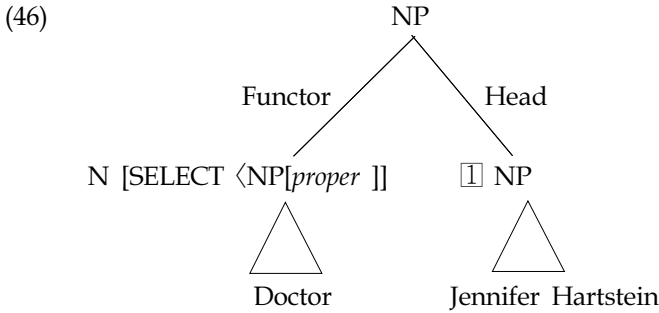 (46) NP
Functor Head
N [SELECT 〈NP[proper ]] 1 NP
Doctor Jennifer Hartstein